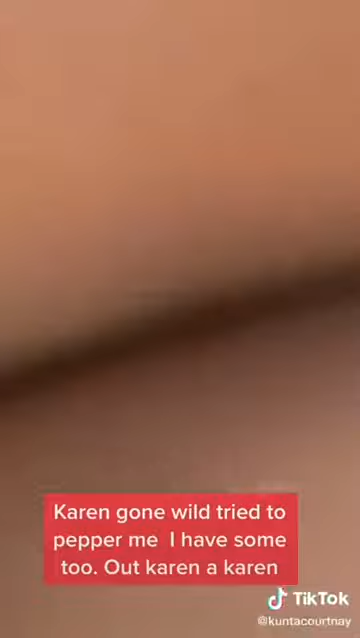 Karen gone wild tried to
pepper me I have some
too. Out karen a karen
TikTok
@kuntacourtnay